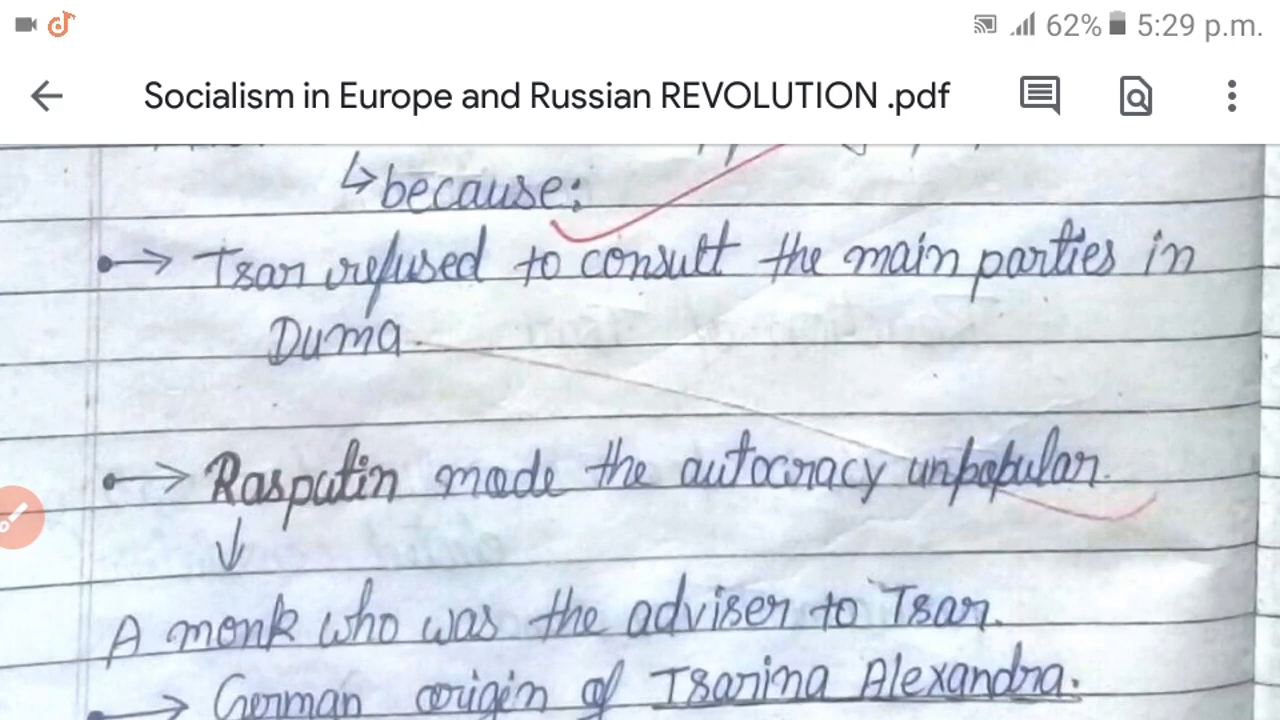 62% 5:29 p.m.
Socialism in Europe and Russian REVOLUTION .pdf
↳because:
•→ Tsar refused to consult the main parties in
Duma.
•→ Rasputin made the autocracy unpopular.
↓
A monk who was the adviser to Tsar.
•→ German origin of Tsarina Alexandra.